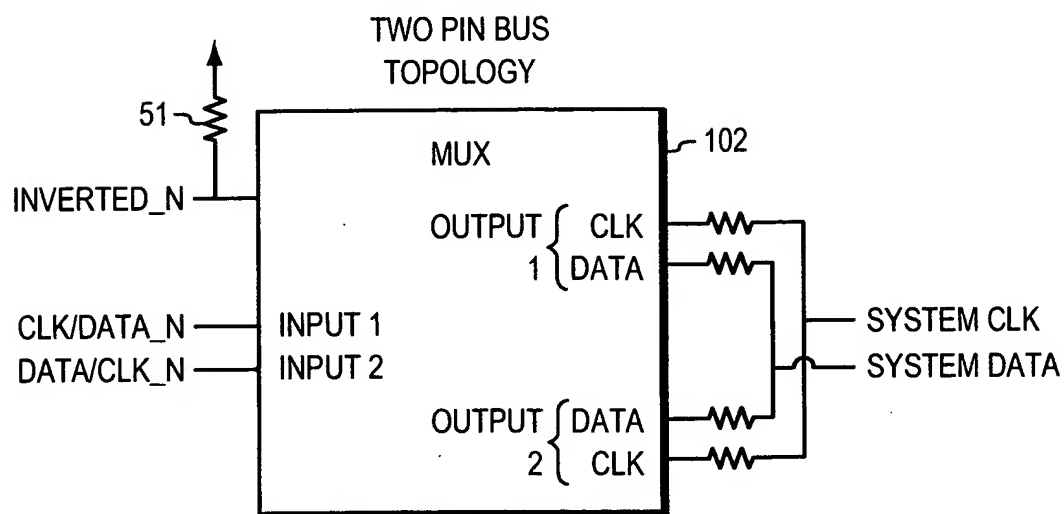 TWO PIN BUS
TOPOLOGY
51
MUX
102
INVERTED_N
OUTPUT
1
CLK
DATA
CLK/DATA_N
INPUT 1
SYSTEM CLK
DATA/CLK_N
INPUT 2
SYSTEM DATA
OUTPUT
2
DATA
CLK